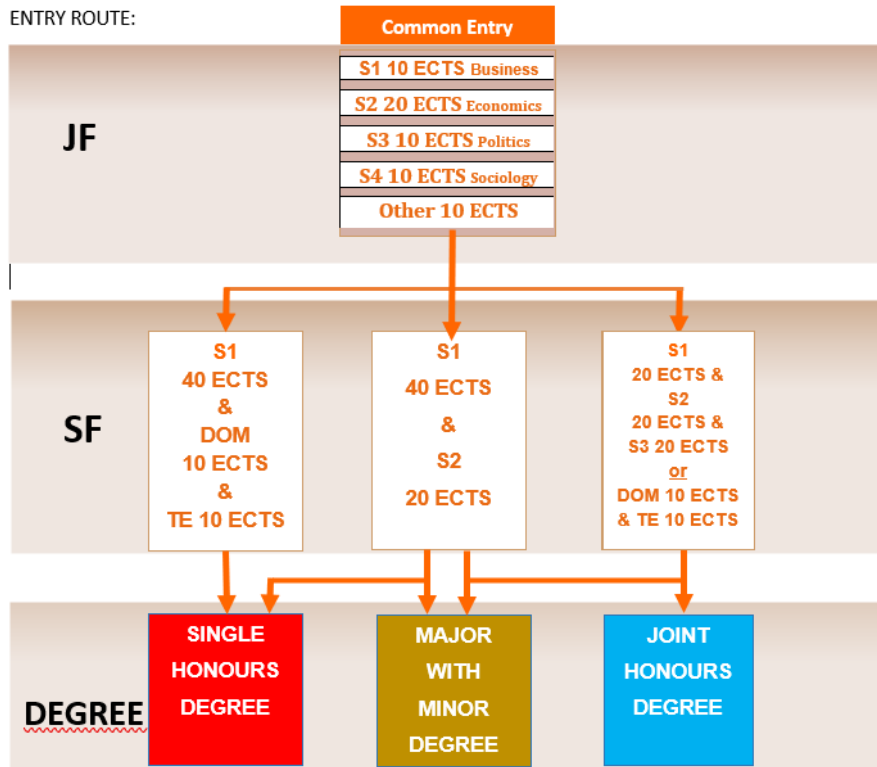 ENTRY ROUTE:
Common Entry
JF
S1 10 ECTS Business
S2 20 ECTS Economics
S3 10 ECTS Politics
S4 10 ECTS Sociology
Other 10 ECTS
SF
S1
40 ECTS
&
DOM
10 ECTS
&
TE 10 ECTS
S1
40 ECTS
&
S2
20 ECTS
S1
20 ECTS &
S2
20 ECTS &
S3 20 ECTS
or
DOM 10 ECTS
& TE 10 ECTS
DEGREE
SINGLE
HONOURS
DEGREE
MAJOR
WITH
MINOR
DEGREE
JOINT
HONOURS
DEGREE